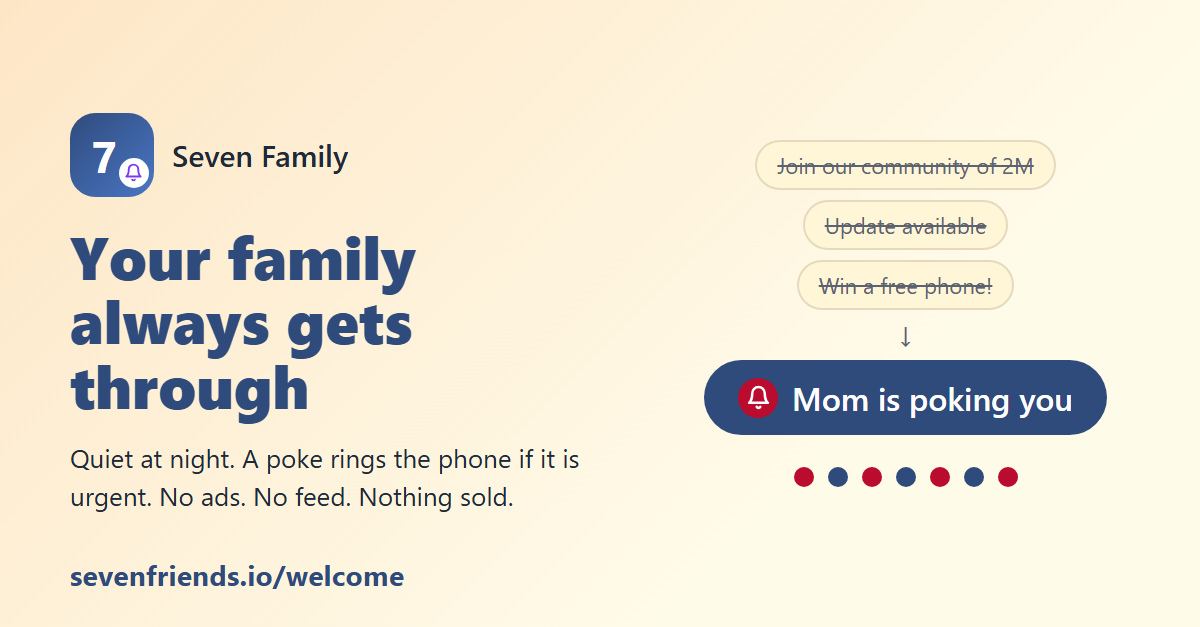 7
Seven Family
Your family
always gets
through
Quiet at night. A poke rings the phone if it is
urgent. No ads. No feed. Nothing sold.
sevenfriends.io/welcome
Join our community of 2M
Update available
Win a free phone!
↓
Mom is poking you